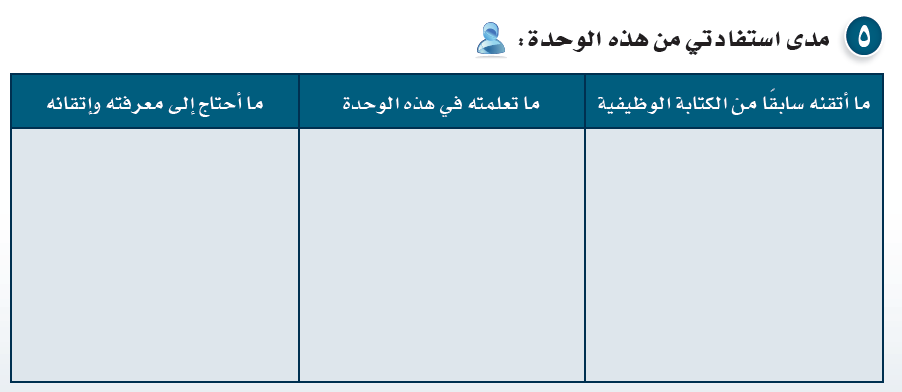 ٥ مدى استفادتي من هذه الوحدة:
ما أتقنه سابقًا من الكتابة الوظيفية
ما تعلمته في هذه الوحدة
ما أحتاج إلى معرفته وإتقانه